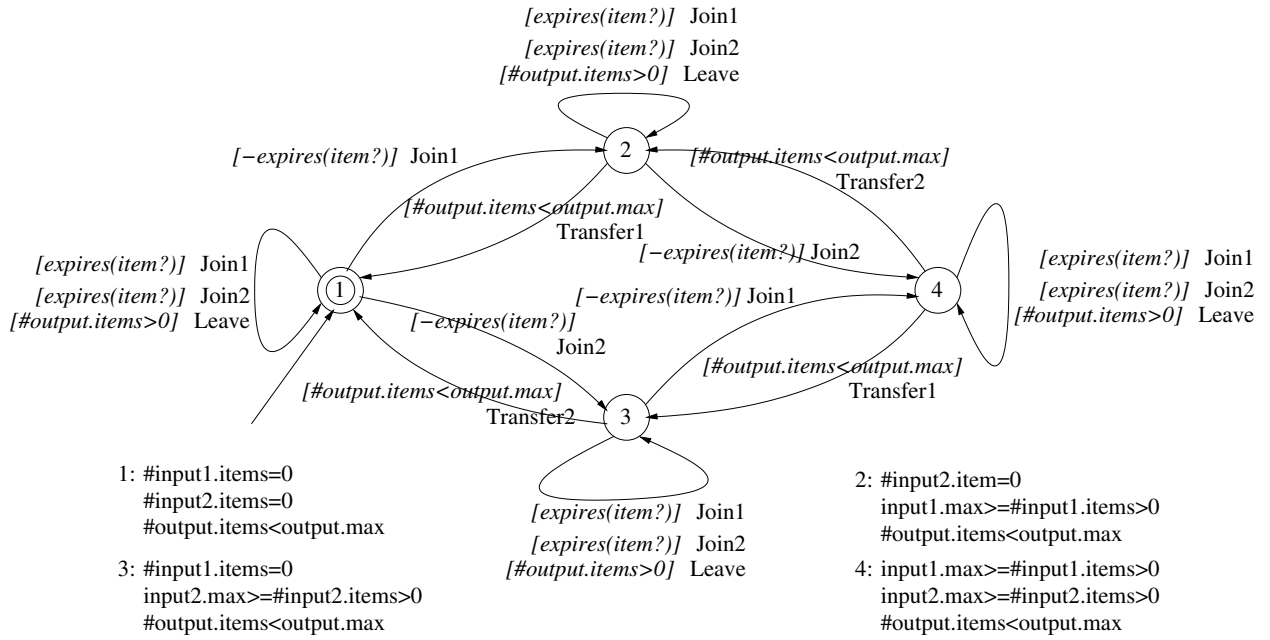 [expires(item?)] Join1
[expires(item?)] Join2
[#output.items>0] Leave
2
[−expires(item?)] Join1
[#output.items<output.max]
Transfer2
[#output.items<output.max]
Transfer1
[−expires(item?)] Join2
[expires(item?)] Join1
[expires(item?)] Join2
[#output.items>0] Leave
1
[−expires(item?)] Join1
4
[expires(item?)] Join1
[expires(item?)] Join2
[#output.items>0] Leave
[−expires(item?)]
Join2
[#output.items<output.max]
Transfer2
3
[#output.items<output.max]
Transfer1
[expires(item?)] Join1
[expires(item?)] Join2
[#output.items>0] Leave
1: #input1.items=0
#input2.items=0
#output.items<output.max
2: #input2.item=0
input1.max>=#input1.items>0
#output.items<output.max
3: #input1.items=0
input2.max>=#input2.items>0
#output.items<output.max
4: input1.max>=#input1.items>0
input2.max>=#input2.items>0
#output.items<output.max